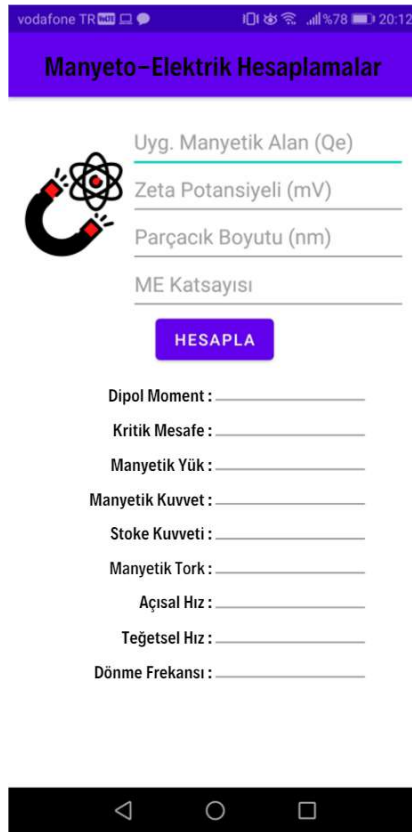 vodafone TR VoLTE %78 20:12
Manyeto-Elektrik Hesaplamalar
Uyg. Manyetik Alan (Qe)
Zeta Potansiyeli (mV)
Parçacık Boyutu (nm)
ME Katsayısı
HESAPLA
Dipol Moment :
Kritik Mesafe :
Manyetik Yük :
Manyetik Kuvvet :
Stoke Kuvveti :
Manyetik Tork :
Açısal Hız :
Teğetsel Hız :
Dönme Frekansı :